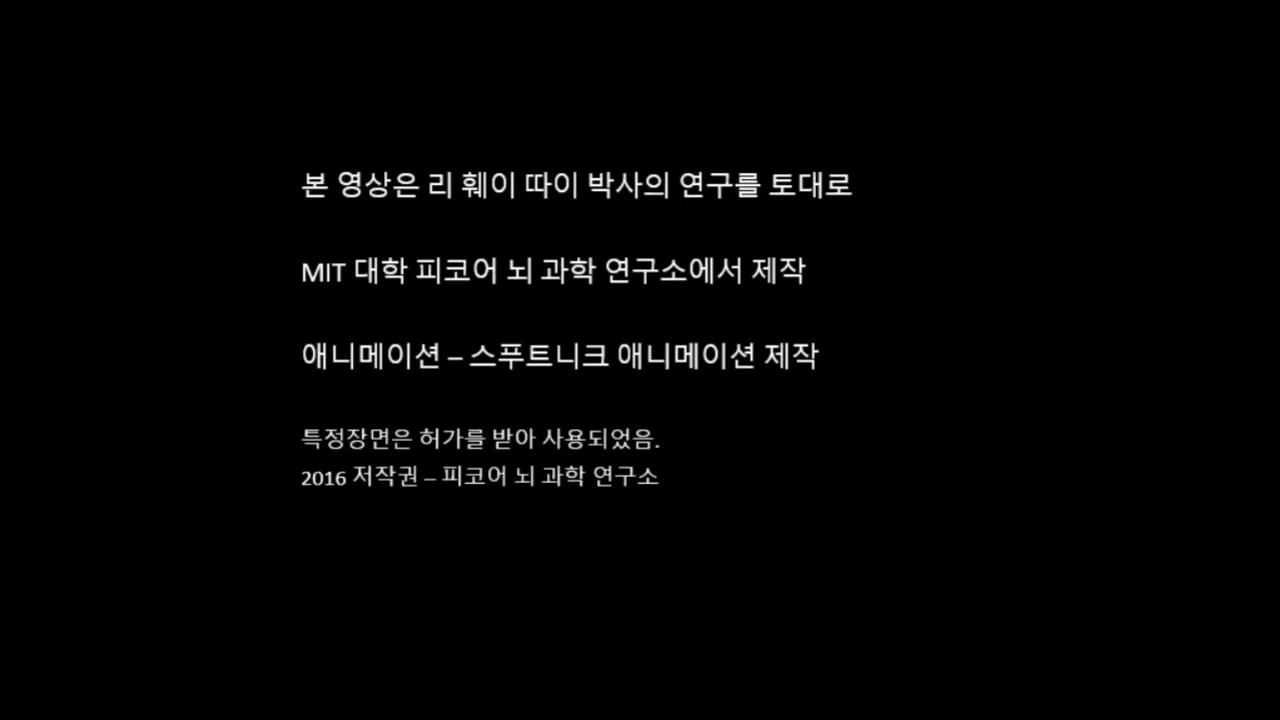 본 영상은 리 훼이 따이 박사의 연구를 토대로
MIT 대학 피코어 뇌 과학 연구소에서 제작
애니메이션 – 스푸트니크 애니메이션 제작
특정장면은 허가를 받아 사용되었음.
2016 저작권 – 피코어 뇌 과학 연구소